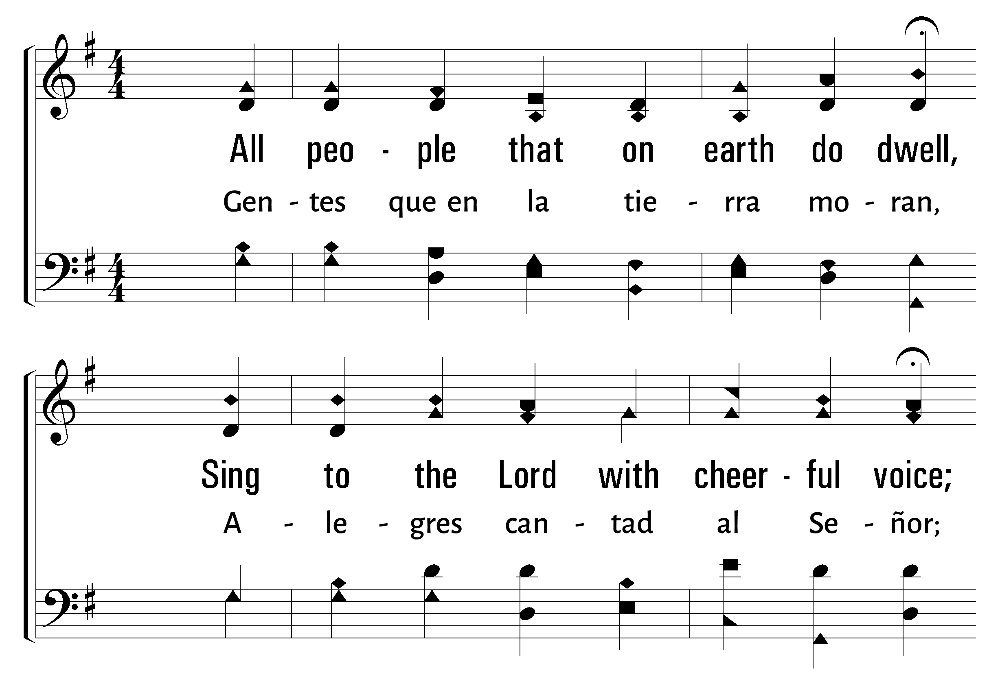 All peo - ple that on earth do dwell,
Gen - tes que en la tie - rra mo - ran,
Sing to the Lord with cheer - ful voice;
A - le - gres can - tad al Se - ñor;